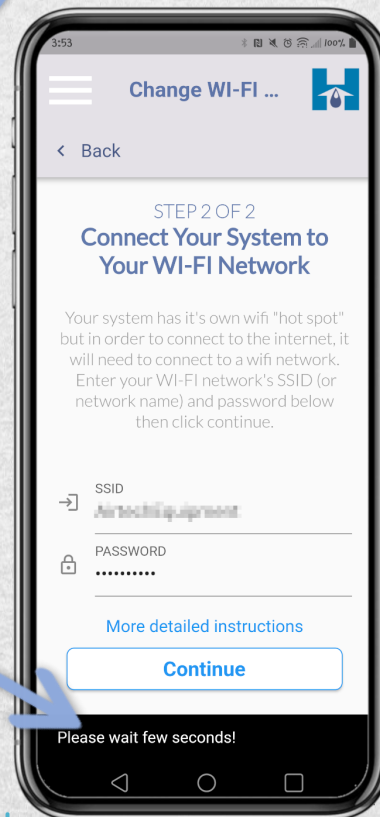 3:53
100%
Change WI-FI ...
Back
STEP 2 OF 2
Connect Your System to
Your WI-FI Network
Your system has it's own wifi "hot spot"
but in order to connect to the internet, it
will need to connect to a wifi network.
Enter your WI-FI network's SSID (or
network name) and password below
then click continue.
SSID
PASSWORD
••••••••••
More detailed instructions
Continue
Please wait few seconds!